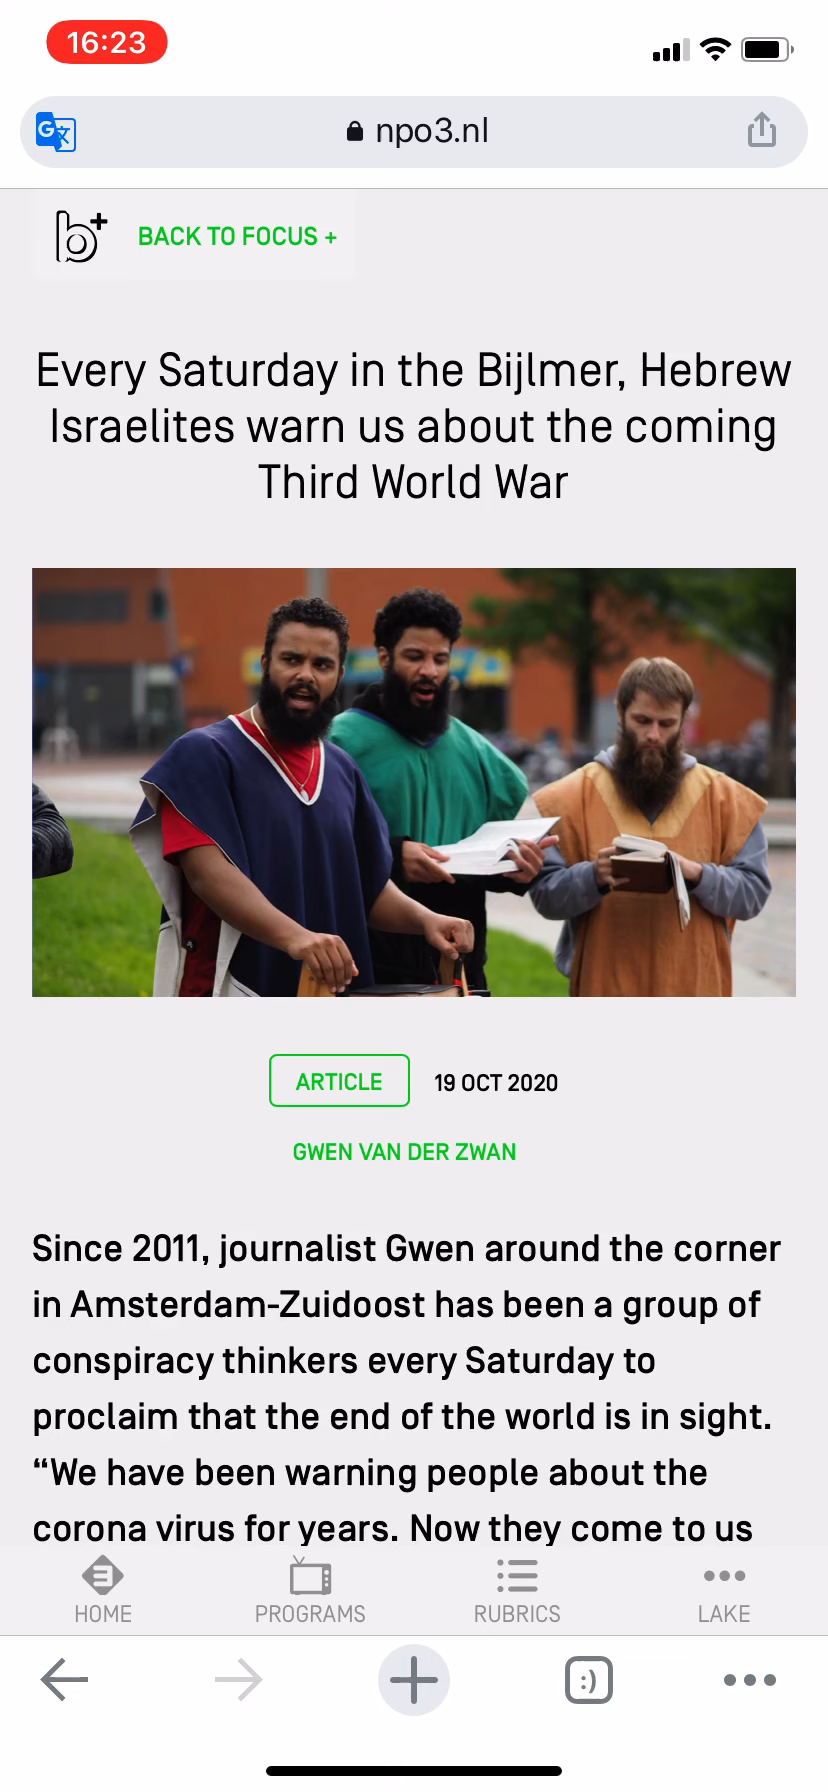 16:23
npo3.nl
b+
BACK TO FOCUS +
Every Saturday in the Bijlmer, Hebrew
Israelites warn us about the coming
Third World War
ARTICLE
19 OCT 2020
GWEN VAN DER ZWAN
Since 2011, journalist Gwen around the corner
in Amsterdam-Zuidoost has been a group of
conspiracy thinkers every Saturday to
proclaim that the end of the world is in sight.
“We have been warning people about the
corona virus for years. Now they come to us
HOME
PROGRAMS
RUBRICS
LAKE
:)